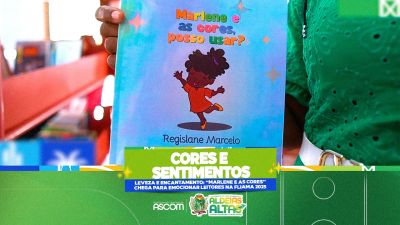 Marlene e
as cores,
posso usar?
Regislane Marcelo
CORES E
SENTIMENTOS
LEVEZA E ENCANTAMENTO: "MARLENE E AS CORES"
CHEGA PARA EMOCIONAR LEITORES NA FLIAMA 2025
ASCOM
ALDEIAS
ALTAS